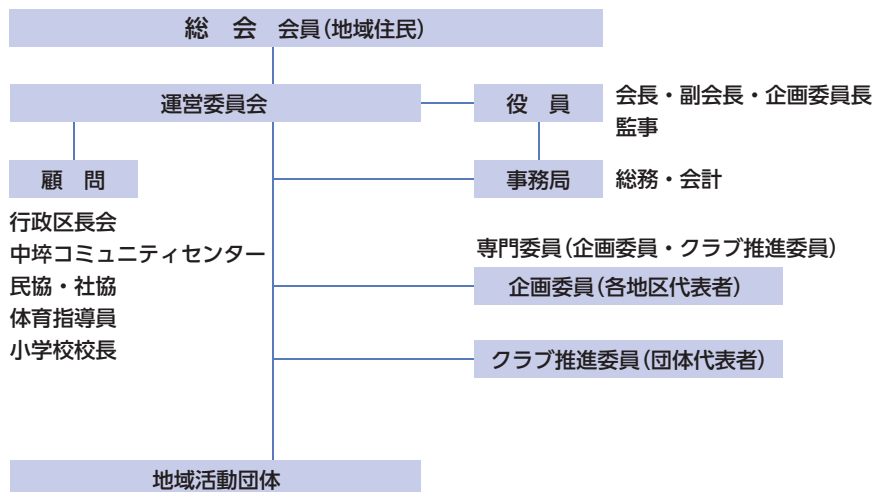 総　会　会員(地域住民)
運営委員会
役　員
会長・副会長・企画委員長
監事
顧　問
事務局
総務・会計
行政区長会
中埣コミュニティセンター
民協・社協
体育指導員
小学校校長
専門委員(企画委員・クラブ推進委員)
企画委員(各地区代表者)
クラブ推進委員(団体代表者)
地域活動団体